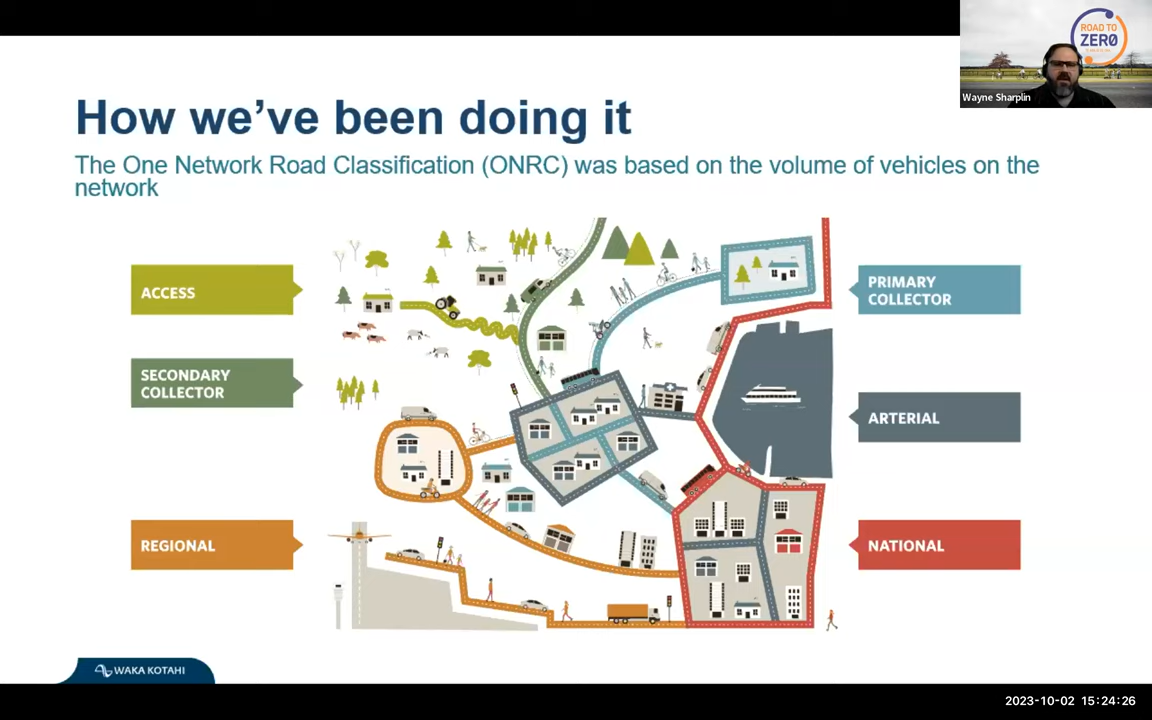 ROAD TO
ZERO
Wayne Sharplin
How we've been doing it
The One Network Road Classification (ONRC) was based on the volume of vehicles on the
network
ACCESS
PRIMARY
COLLECTOR
SECONDARY
COLLECTOR
ARTERIAL
REGIONAL
NATIONAL
WAKA KOTAHI
2023-10-02 15:24:26